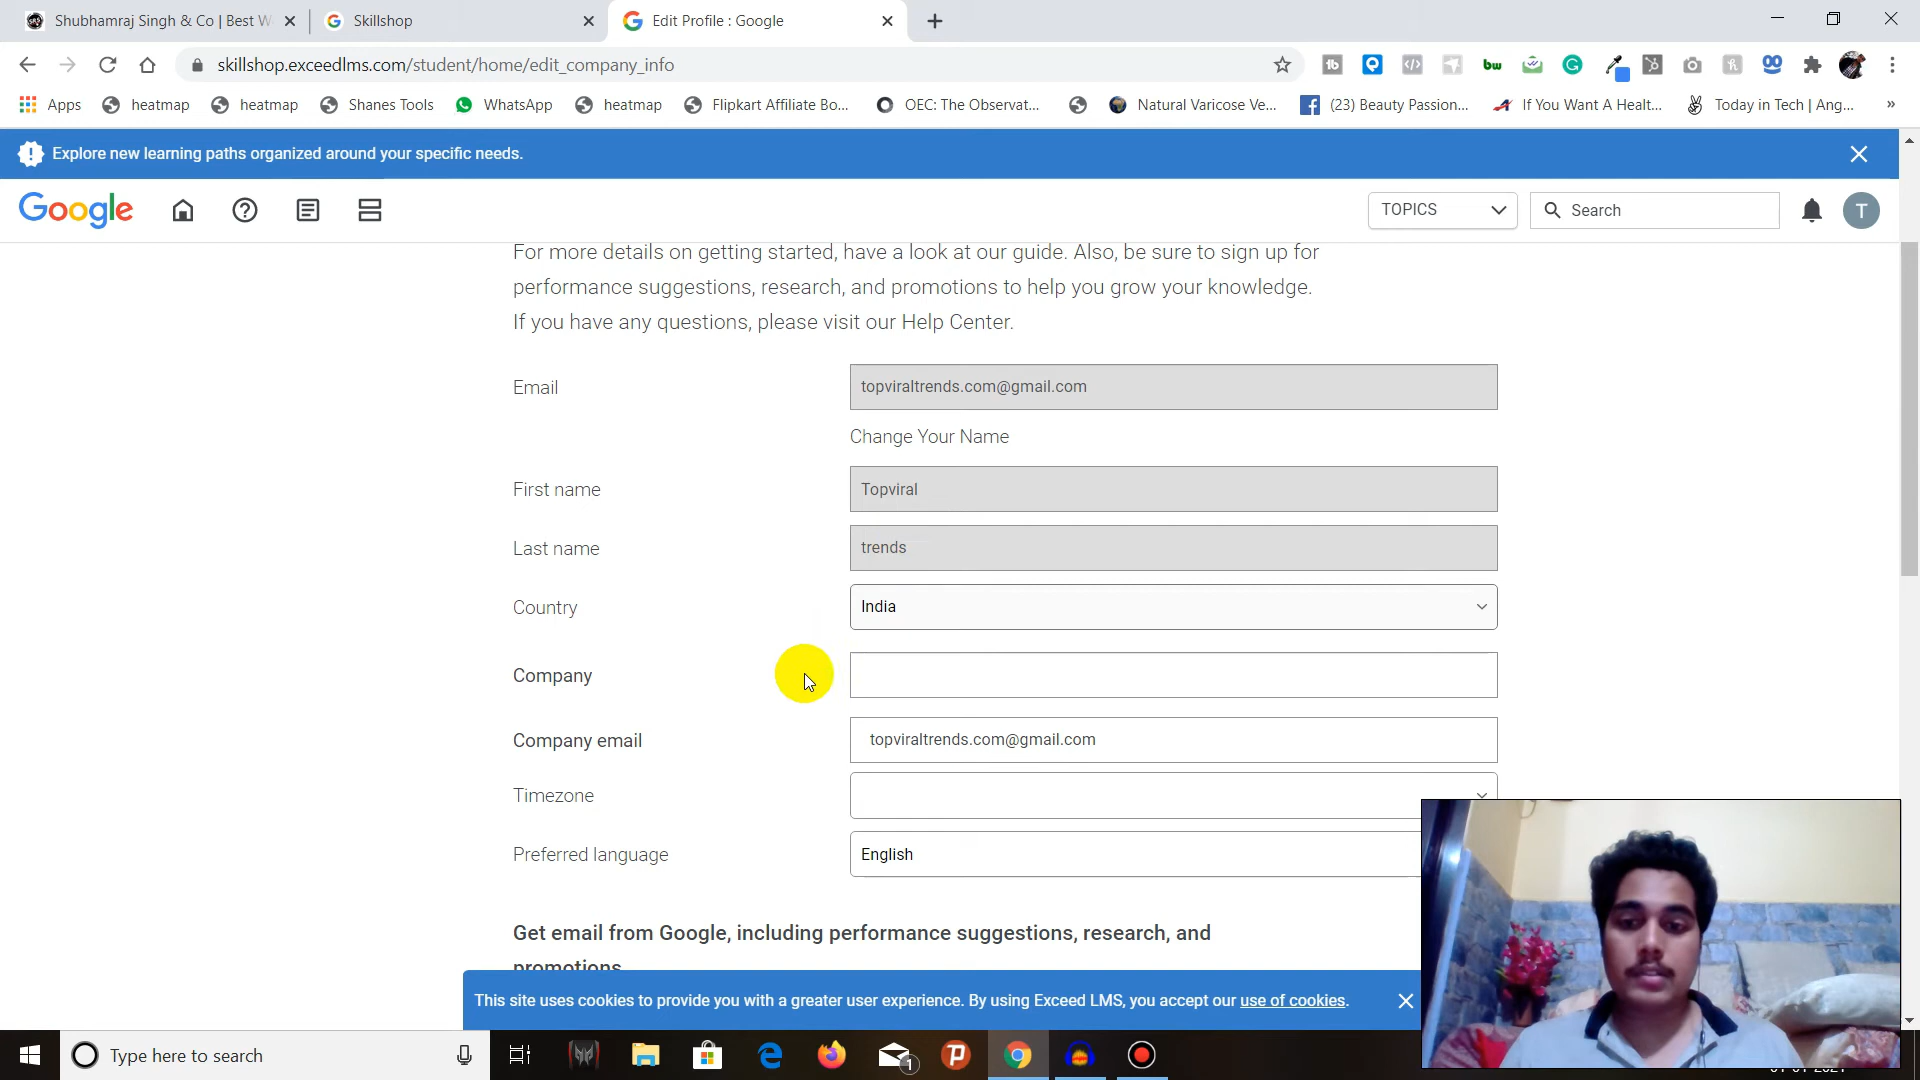 Shubhamraj Singh & Co | Best W
Skillshop
Edit Profile : Google
skillshop.exceedlms.com/student/home/edit_company_info
Apps
heatmap
heatmap
Shanes Tools
WhatsApp
heatmap
Flipkart Affiliate Bo...
OEC: The Observat...
Natural Varicose Ve...
(23) Beauty Passion...
If You Want A Healt...
Today in Tech | Ang...
»
Explore new learning paths organized around your specific needs.
Google
TOPICS
Search
T
For more details on getting started, have a look at our guide. Also, be sure to sign up for
performance suggestions, research, and promotions to help you grow your knowledge.
If you have any questions, please visit our Help Center.
Email
topviraltrends.com@gmail.com
Change Your Name
First name
Topviral
Last name
trends
Country
India
Company
Company email
topviraltrends.com@gmail.com
Timezone
Preferred language
English
Get email from Google, including performance suggestions, research, and
promotions
This site uses cookies to provide you with a greater user experience. By using Exceed LMS, you accept our use of cookies.
Type here to search
1